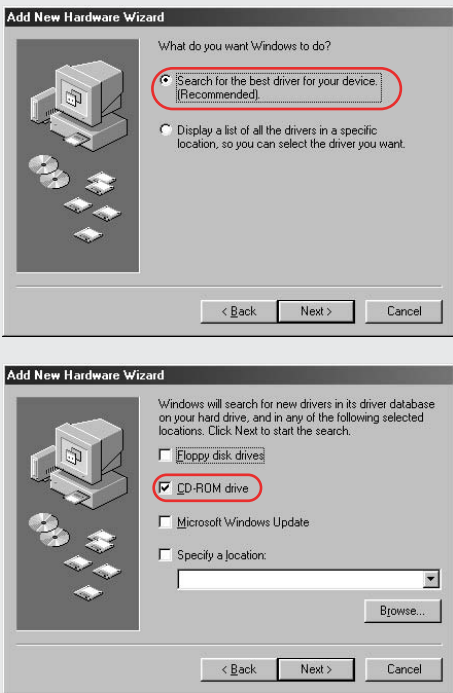 Add New Hardware Wizard
What do you want Windows to do?
Search for the best driver for your device.
(Recommended).
Display a list of all the drivers in a specific
location, so you can select the driver you want.
< Back
Next >
Cancel
Add New Hardware Wizard
Windows will search for new drivers in its driver database
on your hard drive, and in any of the following selected
locations. Click Next to start the search.
Floppy disk drives
CD-ROM drive
Microsoft Windows Update
Specify a location:
Browse...
< Back
Next >
Cancel